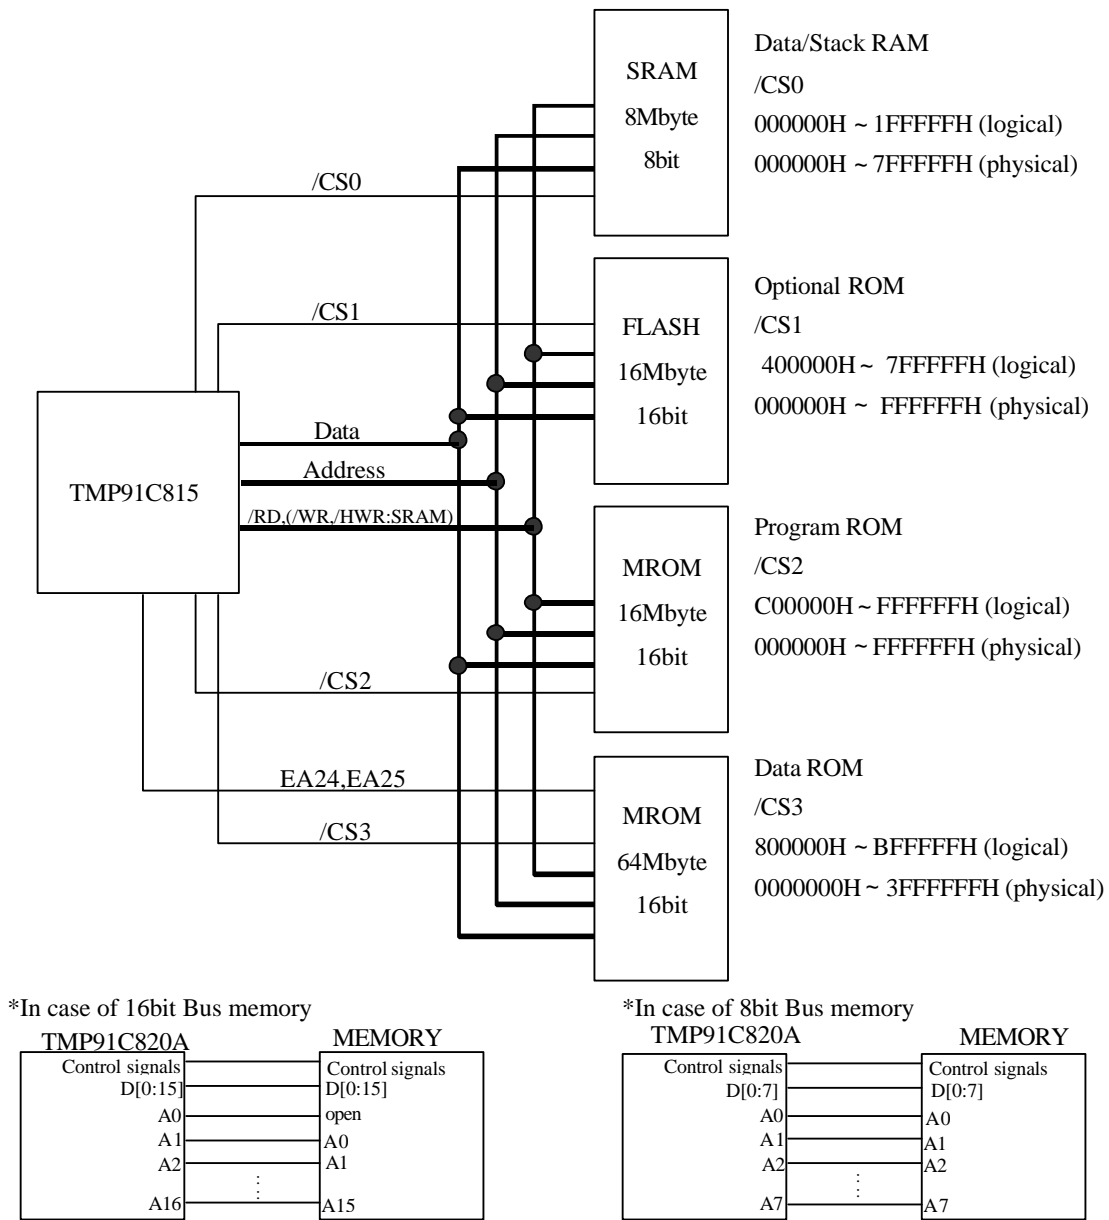 SRAM
8Mbyte
8bit
Data/Stack RAM
/CS0
000000H ~ 1FFFFFH (logical)
000000H ~ 7FFFFFH (physical)
/CS0
/CS1
FLASH
16Mbyte
16bit
Optional ROM
/CS1
400000H ~ 7FFFFFH (logical)
000000H ~ FFFFFFH (physical)
TMP91C815
Data
Address
/RD,(/WR,/HWR:SRAM)
MROM
16Mbyte
16bit
Program ROM
/CS2
C00000H ~ FFFFFFH (logical)
000000H ~ FFFFFFH (physical)
/CS2
EA24,EA25
/CS3
MROM
64Mbyte
16bit
Data ROM
/CS3
800000H ~ BFFFFFH (logical)
0000000H ~ 3FFFFFFH (physical)
*In case of 16bit Bus memory
TMP91C820A
MEMORY
Control signals
Control signals
D[0:15]
D[0:15]
A0
open
A1
A0
A2
A1
A16
A15
*In case of 8bit Bus memory
TMP91C820A
MEMORY
Control signals
Control signals
D[0:7]
D[0:7]
A0
A0
A1
A1
A2
A2
A7
A7